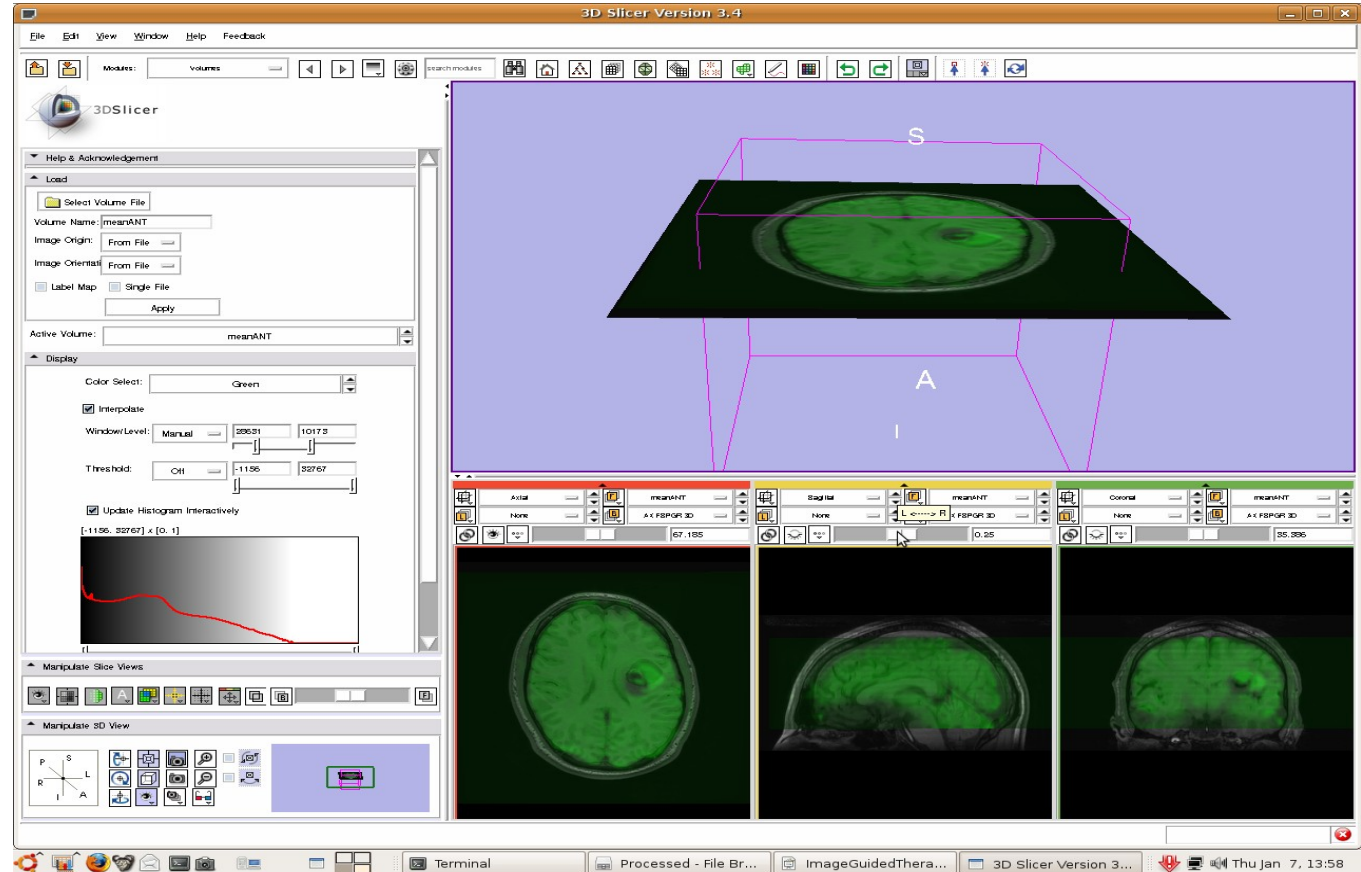 3D Slicer Version 3.4
File Edit View Window Help Feedback
Modules: Volumes search modules
3DSlicer
Help & Acknowledgement
Load
Select Volume File
Volume Name: meanANT
Image Origin: From File
Image Orientati From File
Label Map Single File
Apply
Active Volume: meanANT
Display
Color Select: Green
Interpolate
Window/Level: Manual 28631 10173
Threshold: Off -1156 32767
Update Histogram Interactively
[-1156, 32767] x [0, 1]
Manipulate Slice Views
A B F
Manipulate 3D View
P S
R L
I A
S
A
I
Axial F meanANT
L None B AX FSPGR 3D
67.185
Sagittal F meanANT
L None X FSPGR 3D
L <-----> R
0.25
Coronal F meanANT
L None B AX FSPGR 3D
35.386
Terminal Processed - File Br... ImageGuidedThera... 3D Slicer Version 3... Thu Jan 7, 13:58